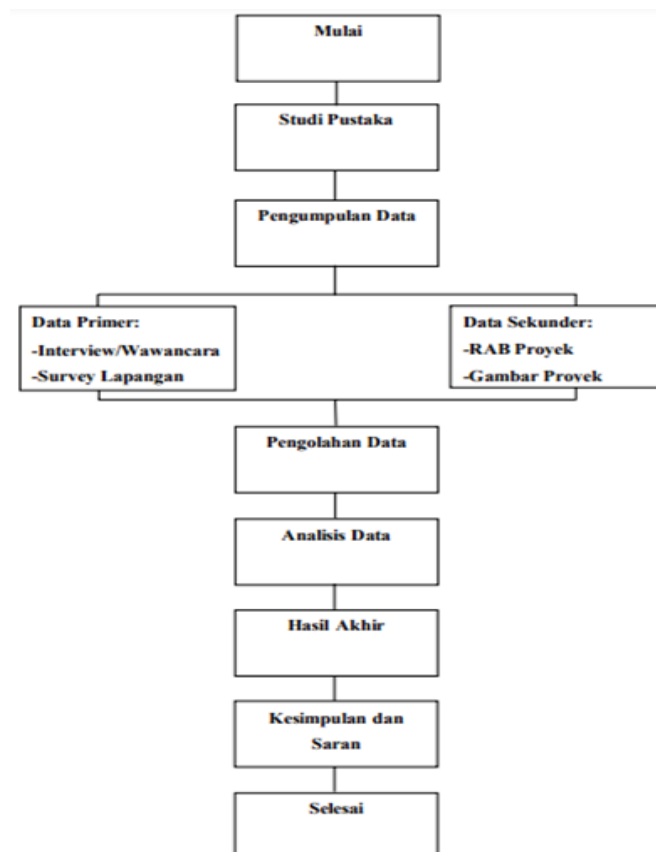 Mulai
Studi Pustaka
Pengumpulan Data
Data Primer:
-Interview/Wawancara
-Survey Lapangan
Data Sekunder:
-RAB Proyek
-Gambar Proyek
Pengolahan Data
Analisis Data
Hasil Akhir
Kesimpulan dan
Saran
Selesai